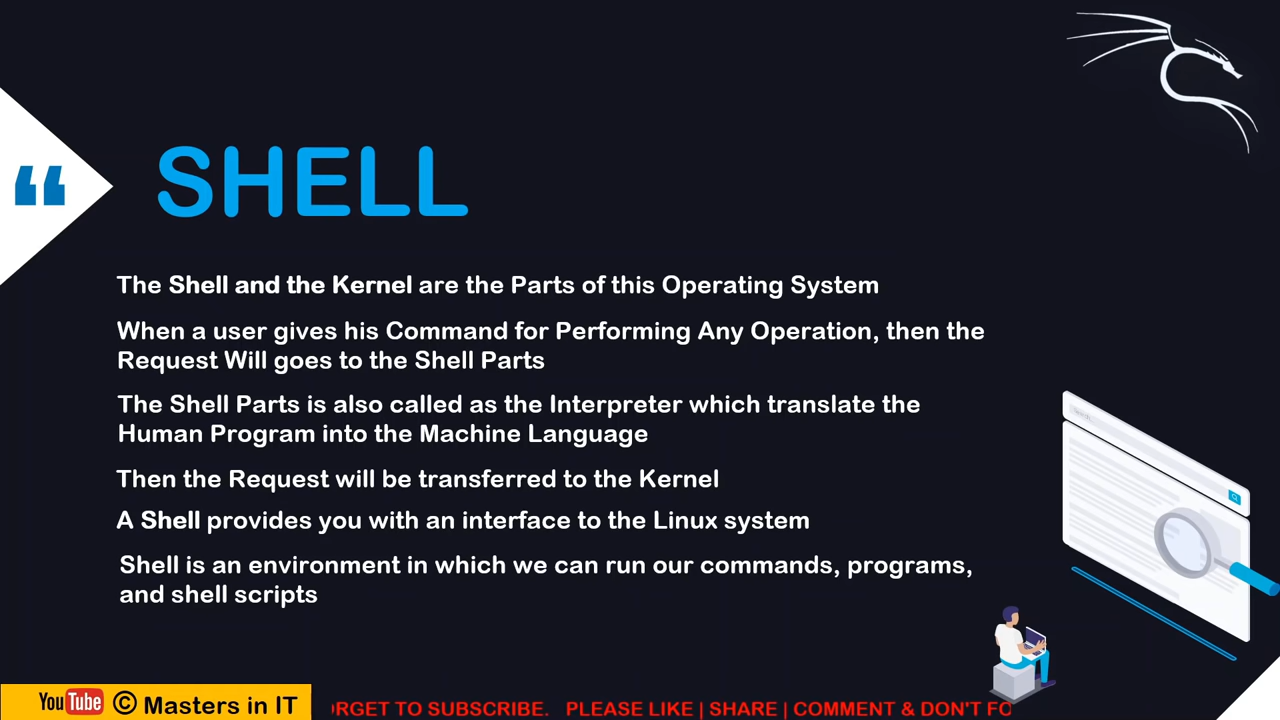 “
SHELL
The Shell and the Kernel are the Parts of this Operating System
When a user gives his Command for Performing Any Operation, then the
Request Will goes to the Shell Parts
The Shell Parts is also called as the Interpreter which translate the
Human Program into the Machine Language
Then the Request will be transferred to the Kernel
A Shell provides you with an interface to the Linux system
Shell is an environment in which we can run our commands, programs,
and shell scripts
YouTube © Masters in IT
RGET TO SUBSCRIBE. PLEASE LIKE | SHARE | COMMENT & DON'T FO